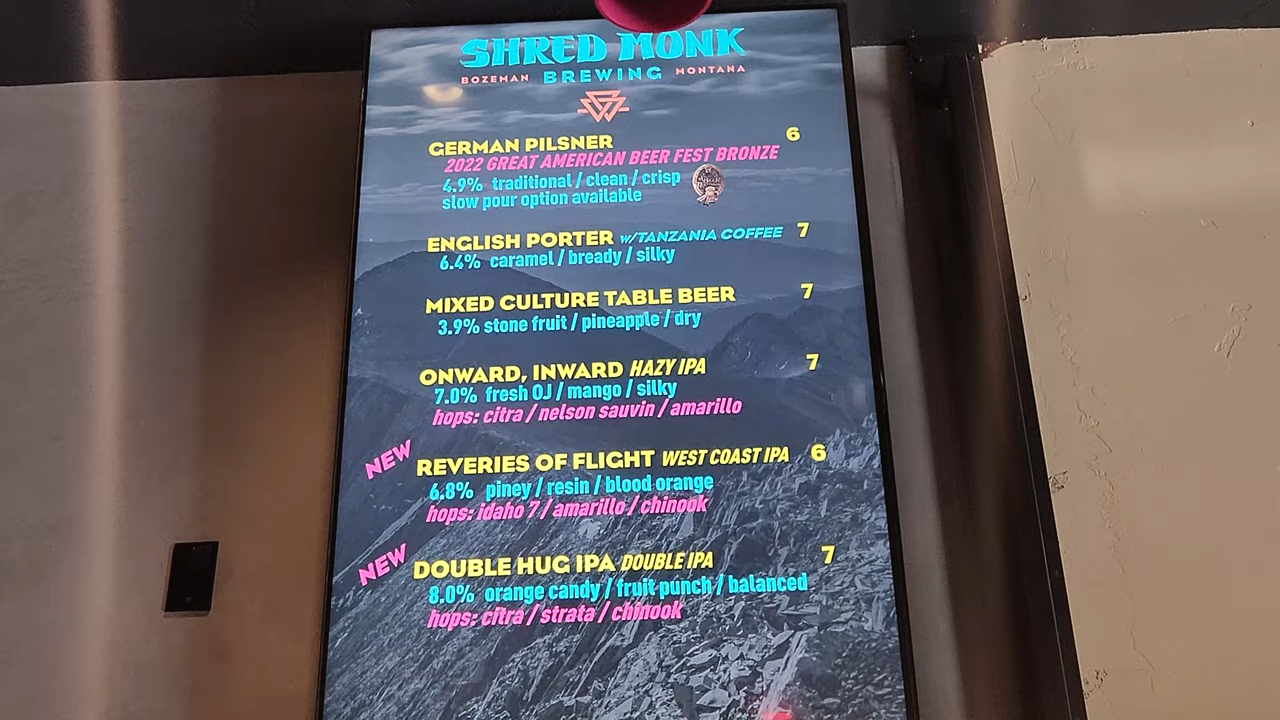 SHRED MONK
BOZEMAN BREWING MONTANA
GERMAN PILSNER 6
2022 GREAT AMERICAN BEER FEST BRONZE
4.9% traditional / clean / crisp
slow pour option available
ENGLISH PORTER w/TANZANIA COFFEE 7
6.4% caramel / bready / silky
MIXED CULTURE TABLE BEER 7
3.9% stone fruit / pineapple / dry
ONWARD, INWARD HAZY IPA 7
7.0% fresh OJ / mango / silky
hops: citra / nelson sauvin / amarillo
NEW REVERIES OF FLIGHT WEST COAST IPA 6
6.8% piney / resin / blood orange
hops: idaho 7 / amarillo / chinook
NEW DOUBLE HUG IPA DOUBLE IPA 7
8.0% orange candy / fruit punch / balanced
hops: citra / strata / chinook